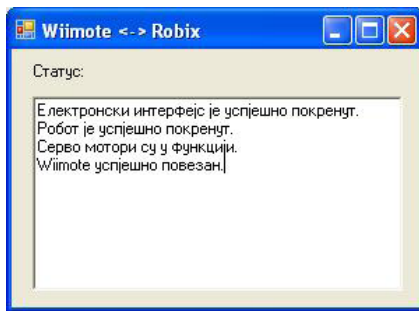 Wiimote <-> Robix
Статус:
Електронски интерфејс је успјешно покренут.
Робот је успјешно покренут.
Серво мотори су у функцији.
Wiimote успјешно повезан.